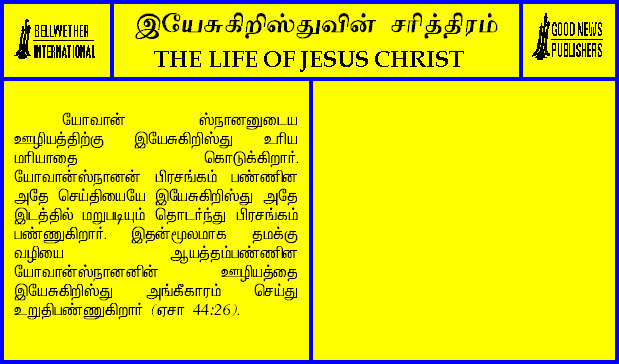 BELLWETHER
INTERNATIONAL
இயேசுகிறிஸ்துவின் சரித்திரம்
THE LIFE OF JESUS CHRIST
GOOD NEWS
PUBLISHERS
யோவான் ஸ்நானனுடைய
ஊழியத்திற்கு இயேசுகிறிஸ்து உரிய
மரியாதை கொடுக்கிறார்.
யோவான்ஸ்நானன் பிரசங்கம் பண்ணின
அதே செய்தியையே இயேசுகிறிஸ்து அதே
இடத்தில் மறுபடியும் தொடர்ந்து பிரசங்கம்
பண்ணுகிறார். இதன்மூலமாக தமக்கு
வழியை ஆயத்தம்பண்ணின
யோவான்ஸ்நானனின் ஊழியத்தை
இயேசுகிறிஸ்து அங்கீகாரம் செய்து
உறுதிபண்ணுகிறார் (ஏசா 44:26).